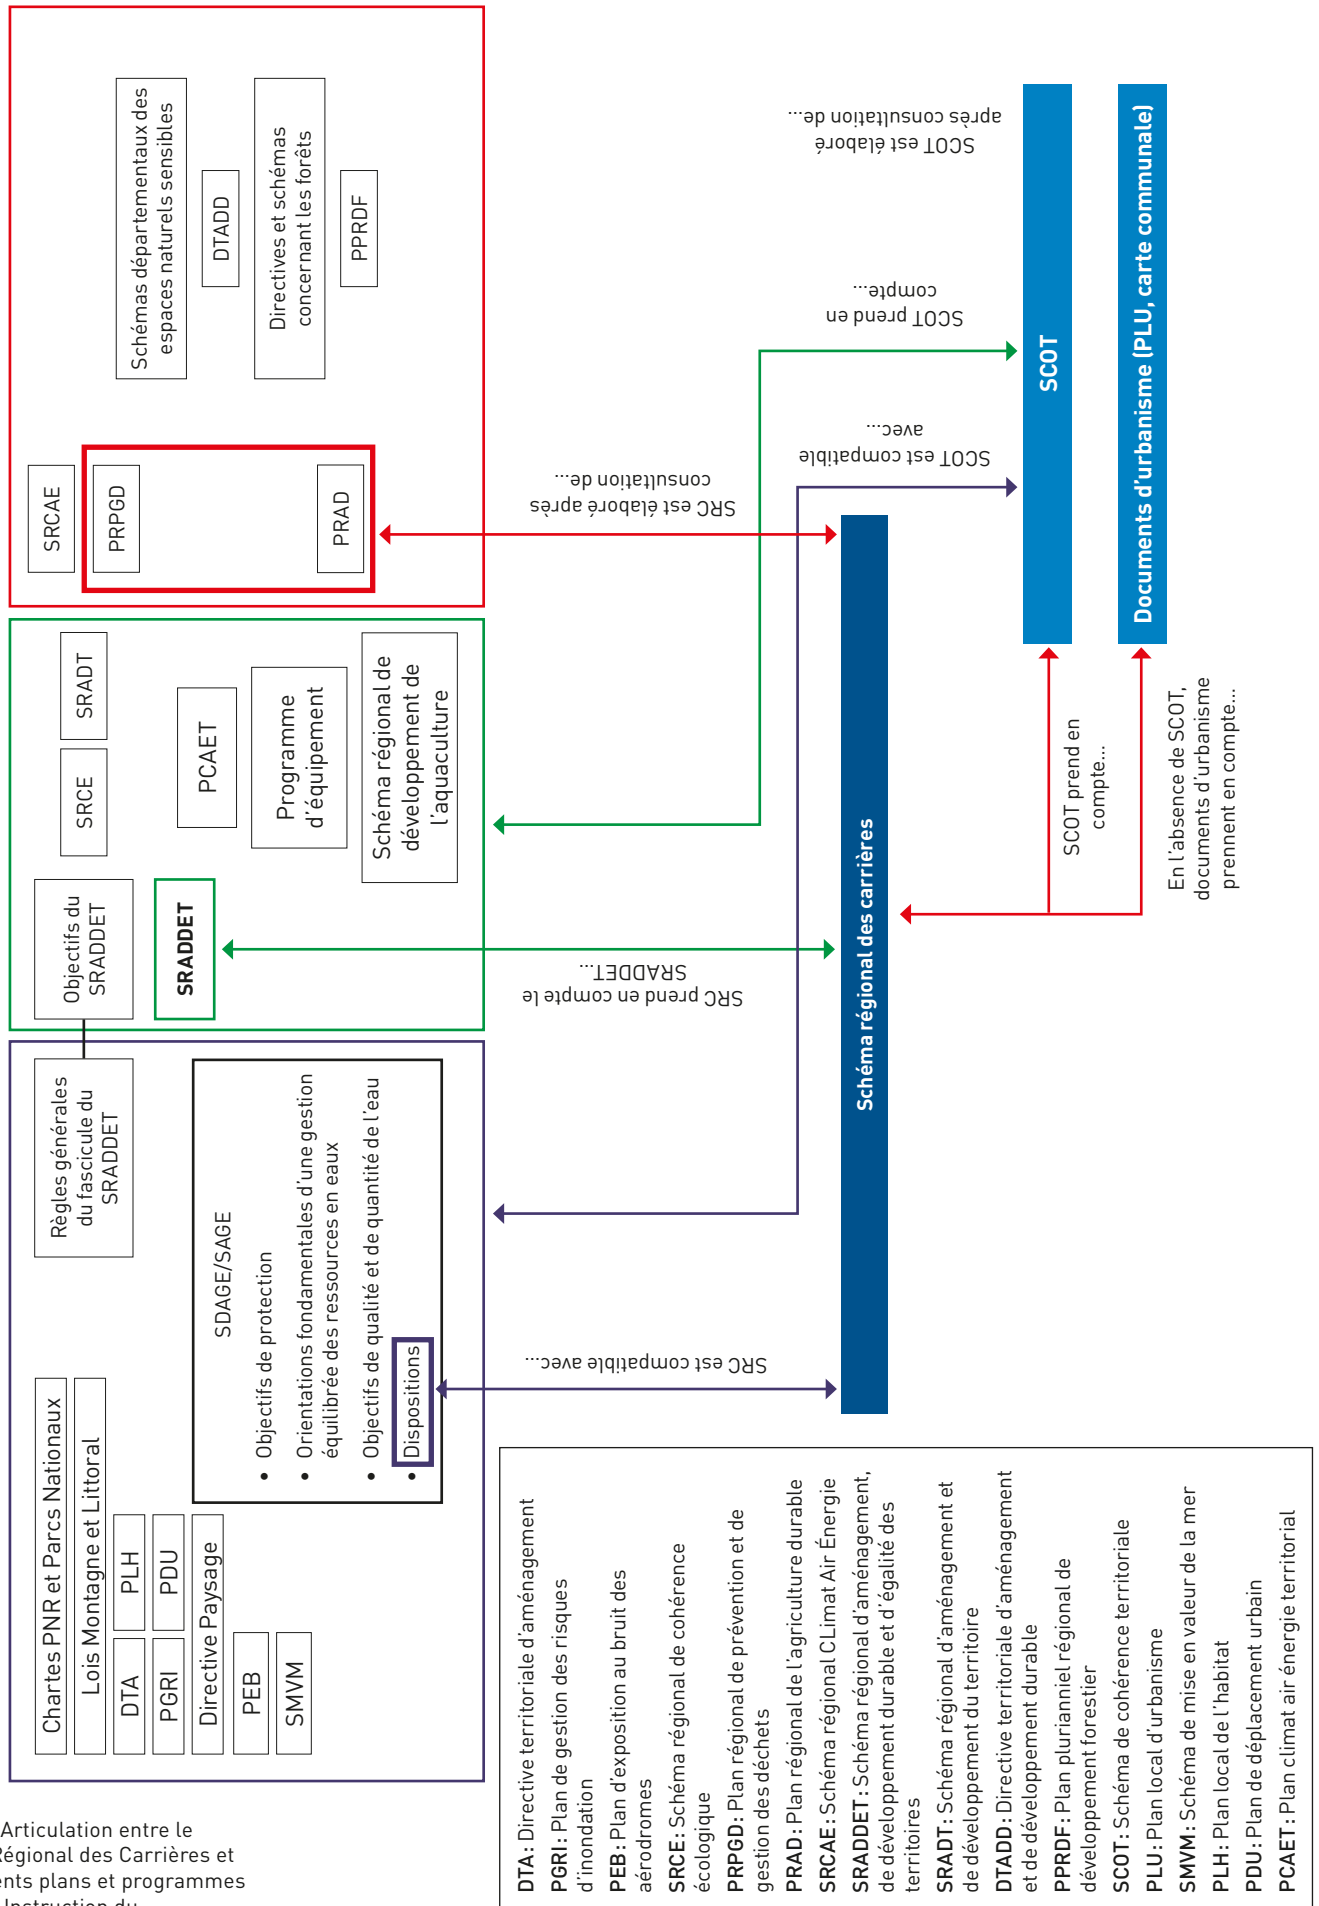 Chartes PNR et Parcs Nationaux
Lois Montagne et Littoral
DTA
PLH
PGRI
PDU
Directive Paysage
PEB
SMVM
Règles générales
du fascicule du
SRADDET
SDAGE/SAGE
• Objectifs de protection
• Orientations fondamentales d'une gestion
équilibrée des ressources en eaux
• Objectifs de qualité et de quantité de l'eau
• Dispositions
Objectifs du
SRADDET
SRCE
SRADT
SRADDET
PCAET
Programme
d'équipement
Schéma régional de
développement de
l'aquaculture
SRCAE
PRPGD
PRAD
Schémas départementaux des
espaces naturels sensibles
DTADD
Directives et schémas
concernant les forêts
PPRDF
SRC est compatible avec...
SRC prend en compte le
SRADDET...
SRC est élaboré après
consultation de...
SCOT est compatible
avec...
SCOT prend en
compte...
SCOT est élaboré
après consultation de...
Schéma régional des carrières
SCOT prend en
compte...
En l'absence de SCOT,
documents d'urbanisme
prennent en compte...
SCOT
Documents d'urbanisme (PLU, carte communale)
DTA : Directive territoriale d'aménagement
PGRI : Plan de gestion des risques
d'inondation
PEB : Plan d'exposition au bruit des
aérodromes
SRCE : Schéma régional de cohérence
écologique
PRPGD : Plan régional de prévention et de
gestion des déchets
PRAD : Plan régional de l'agriculture durable
SRCAE : Schéma régional CLimat Air Énergie
SRADDET : Schéma régional d'aménagement,
de développement durable et d'égalité des
territoires
SRADT : Schéma régional d'aménagement et
de développement du territoire
DTADD : Directive territoriale d'aménagement
et de développement durable
PPRDF : Plan plurianniel régional de
développement forestier
SCOT : Schéma de cohérence territoriale
PLU : Plan local d'urbanisme
SMVM : Schéma de mise en valeur de la mer
PLH : Plan local de l'habitat
PDU : Plan de déplacement urbain
PCAET : Plan climat air énergie territorial
Articulation entre le
Régional des Carrières et
plans et programmes